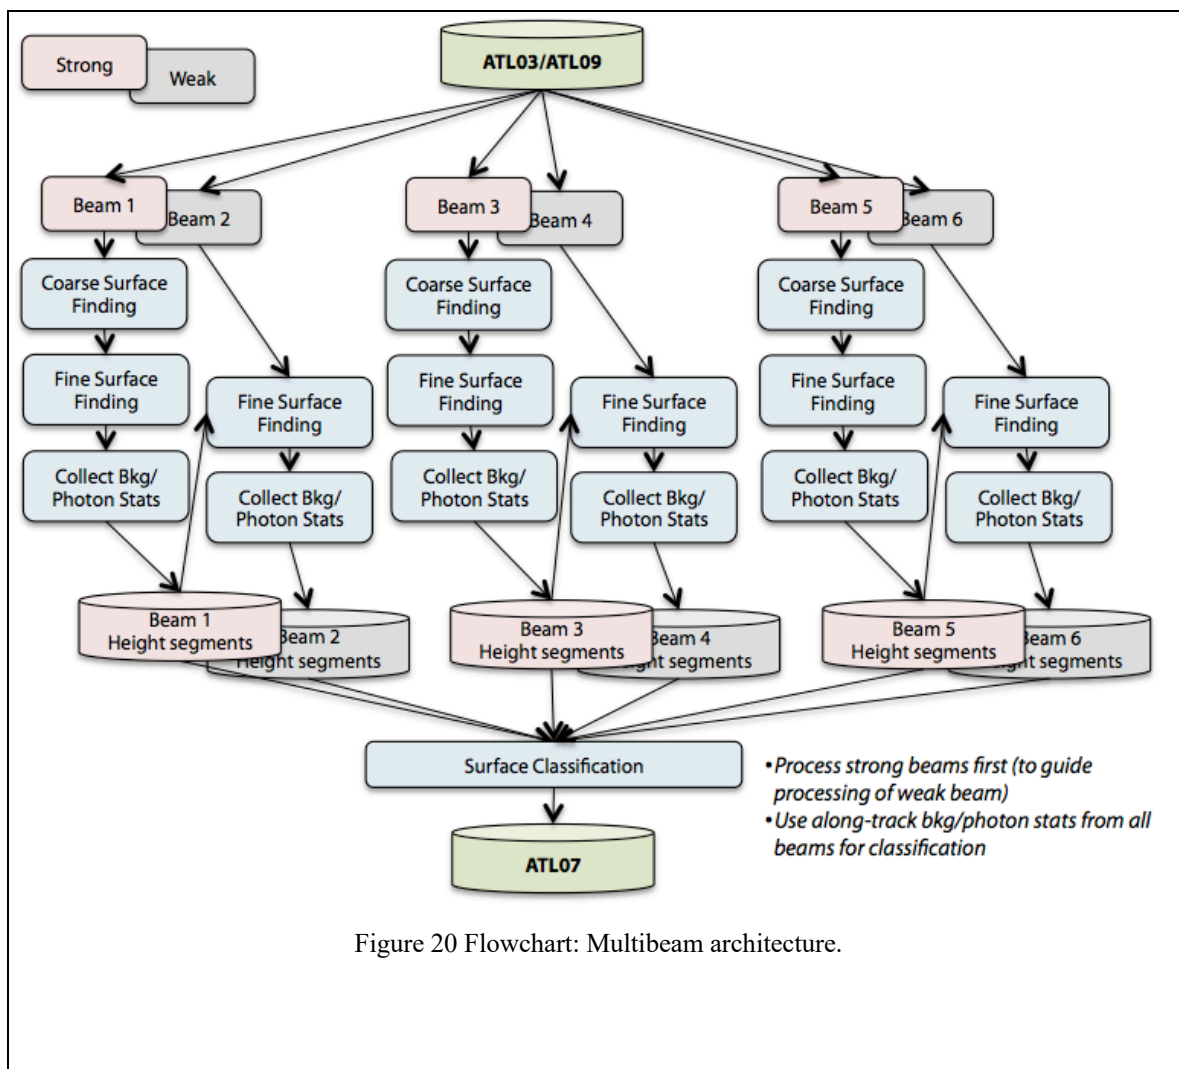 Strong
Weak
ATL03/ATL09
Beam 1
Beam 2
Beam 3
Beam 4
Beam 5
Beam 6
Coarse Surface
Finding
Coarse Surface
Finding
Coarse Surface
Finding
Fine Surface
Finding
Fine Surface
Finding
Fine Surface
Finding
Fine Surface
Finding
Fine Surface
Finding
Fine Surface
Finding
Collect Bkg/
Photon Stats
Collect Bkg/
Photon Stats
Collect Bkg/
Photon Stats
Collect Bkg/
Photon Stats
Collect Bkg/
Photon Stats
Collect Bkg/
Photon Stats
Beam 1
Height segments
Beam 2
Height segments
Beam 3
Height segments
Beam 4
Height segments
Beam 5
Height segments
Beam 6
Height segments
Surface Classification
•Process strong beams first (to guide
processing of weak beam)
•Use along-track bkg/photon stats from all
beams for classification
ATL07
Figure 20 Flowchart: Multibeam architecture.